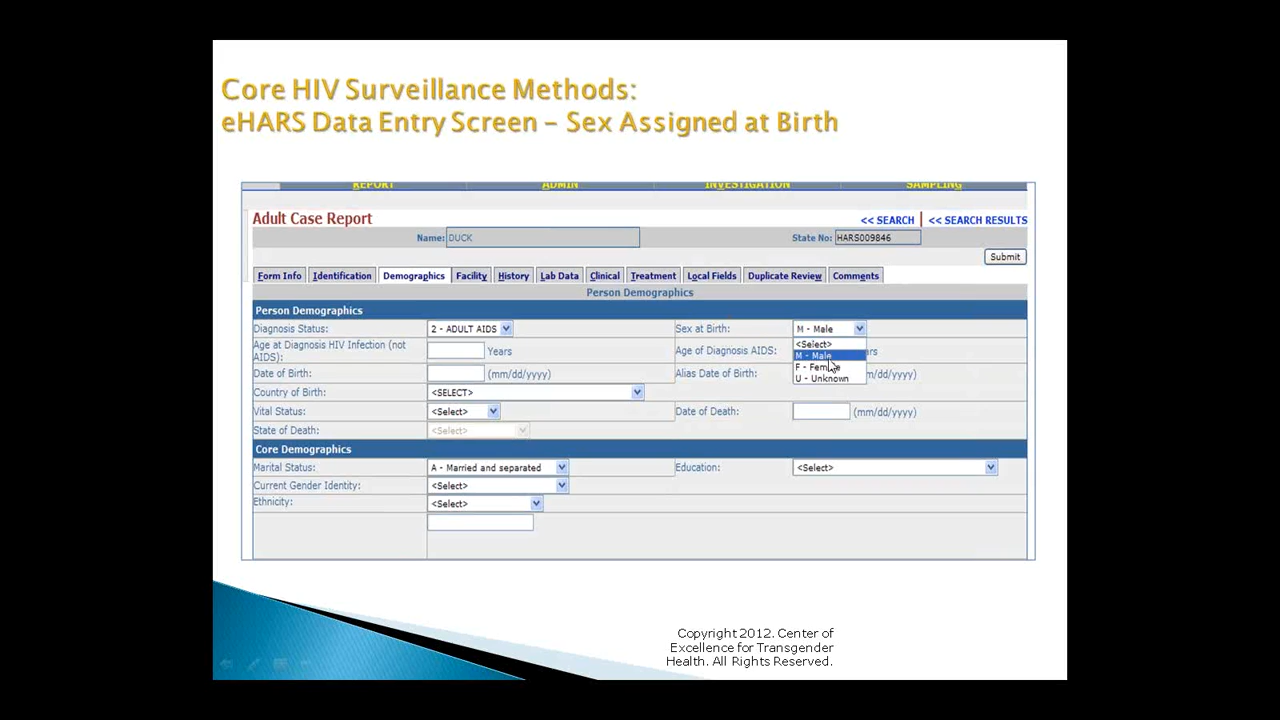 Core HIV Surveillance Methods:
eHARS Data Entry Screen – Sex Assigned at Birth
REPORT ADMIN INVESTIGATION SAMPLING
Adult Case Report << SEARCH | << SEARCH RESULTS
Name: DUCK State No: HARS009846
Submit
Form Info Identification Demographics Facility History Lab Data Clinical Treatment Local Fields Duplicate Review Comments
Person Demographics
Person Demographics
Diagnosis Status: 2 - ADULT AIDS Sex at Birth: M - Male
<Select>
M - Male
F - Female
U - Unknown
Age at Diagnosis HIV Infection (not
AIDS): Years Age of Diagnosis AIDS:
Date of Birth: (mm/dd/yyyy) Alias Date of Birth: /dd/yyyy)
Country of Birth: <SELECT>
Vital Status: <Select> Date of Death: (mm/dd/yyyy)
State of Death: <Select>
Core Demographics
Marital Status: A - Married and separated Education: <Select>
Current Gender Identity: <Select>
Ethnicity: <Select>
Copyright 2012. Center of
Excellence for Transgender
Health. All Rights Reserved.